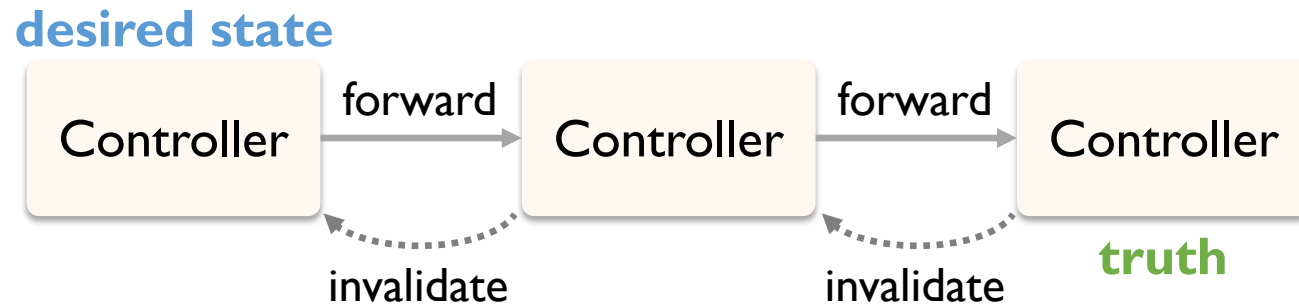 desired state
Controller
forward
Controller
forward
Controller
invalidate
invalidate
truth